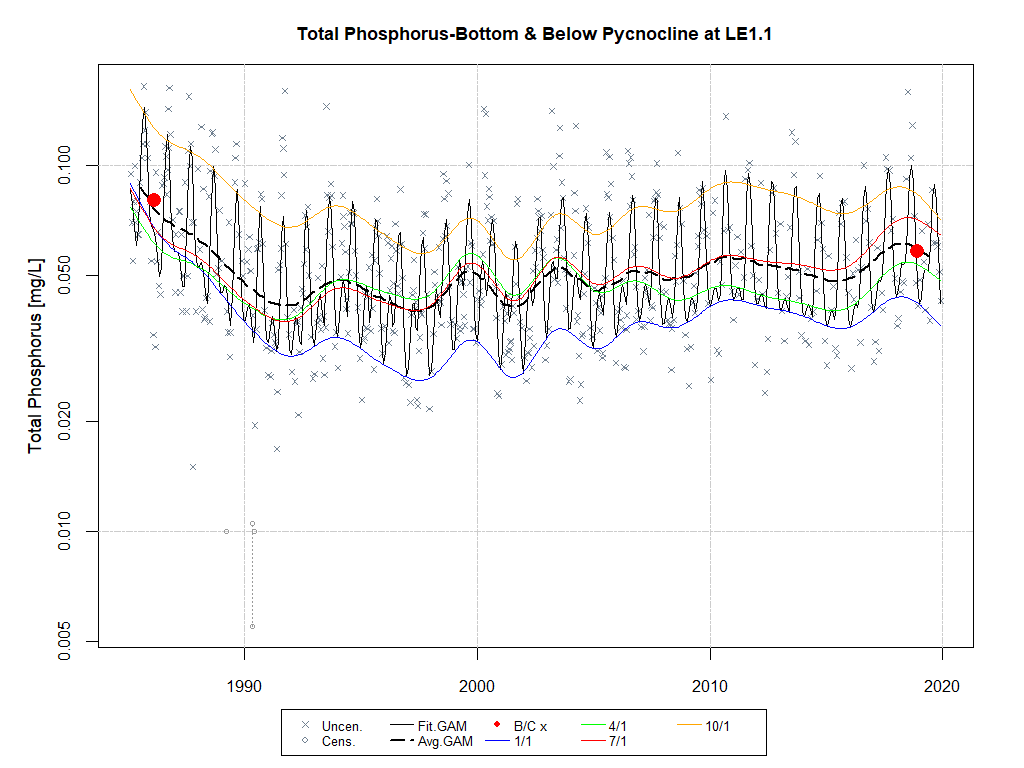 Total Phosphorus-Bottom & Below Pycnocline at LE1.1
Total Phosphorus [mg/L]
0.100
0.050
0.020
0.010
0.005
1990 2000 2010 2020
Uncen. Fit.GAM B/C x 4/1 10/1
Cens. Avg.GAM 1/1 7/1